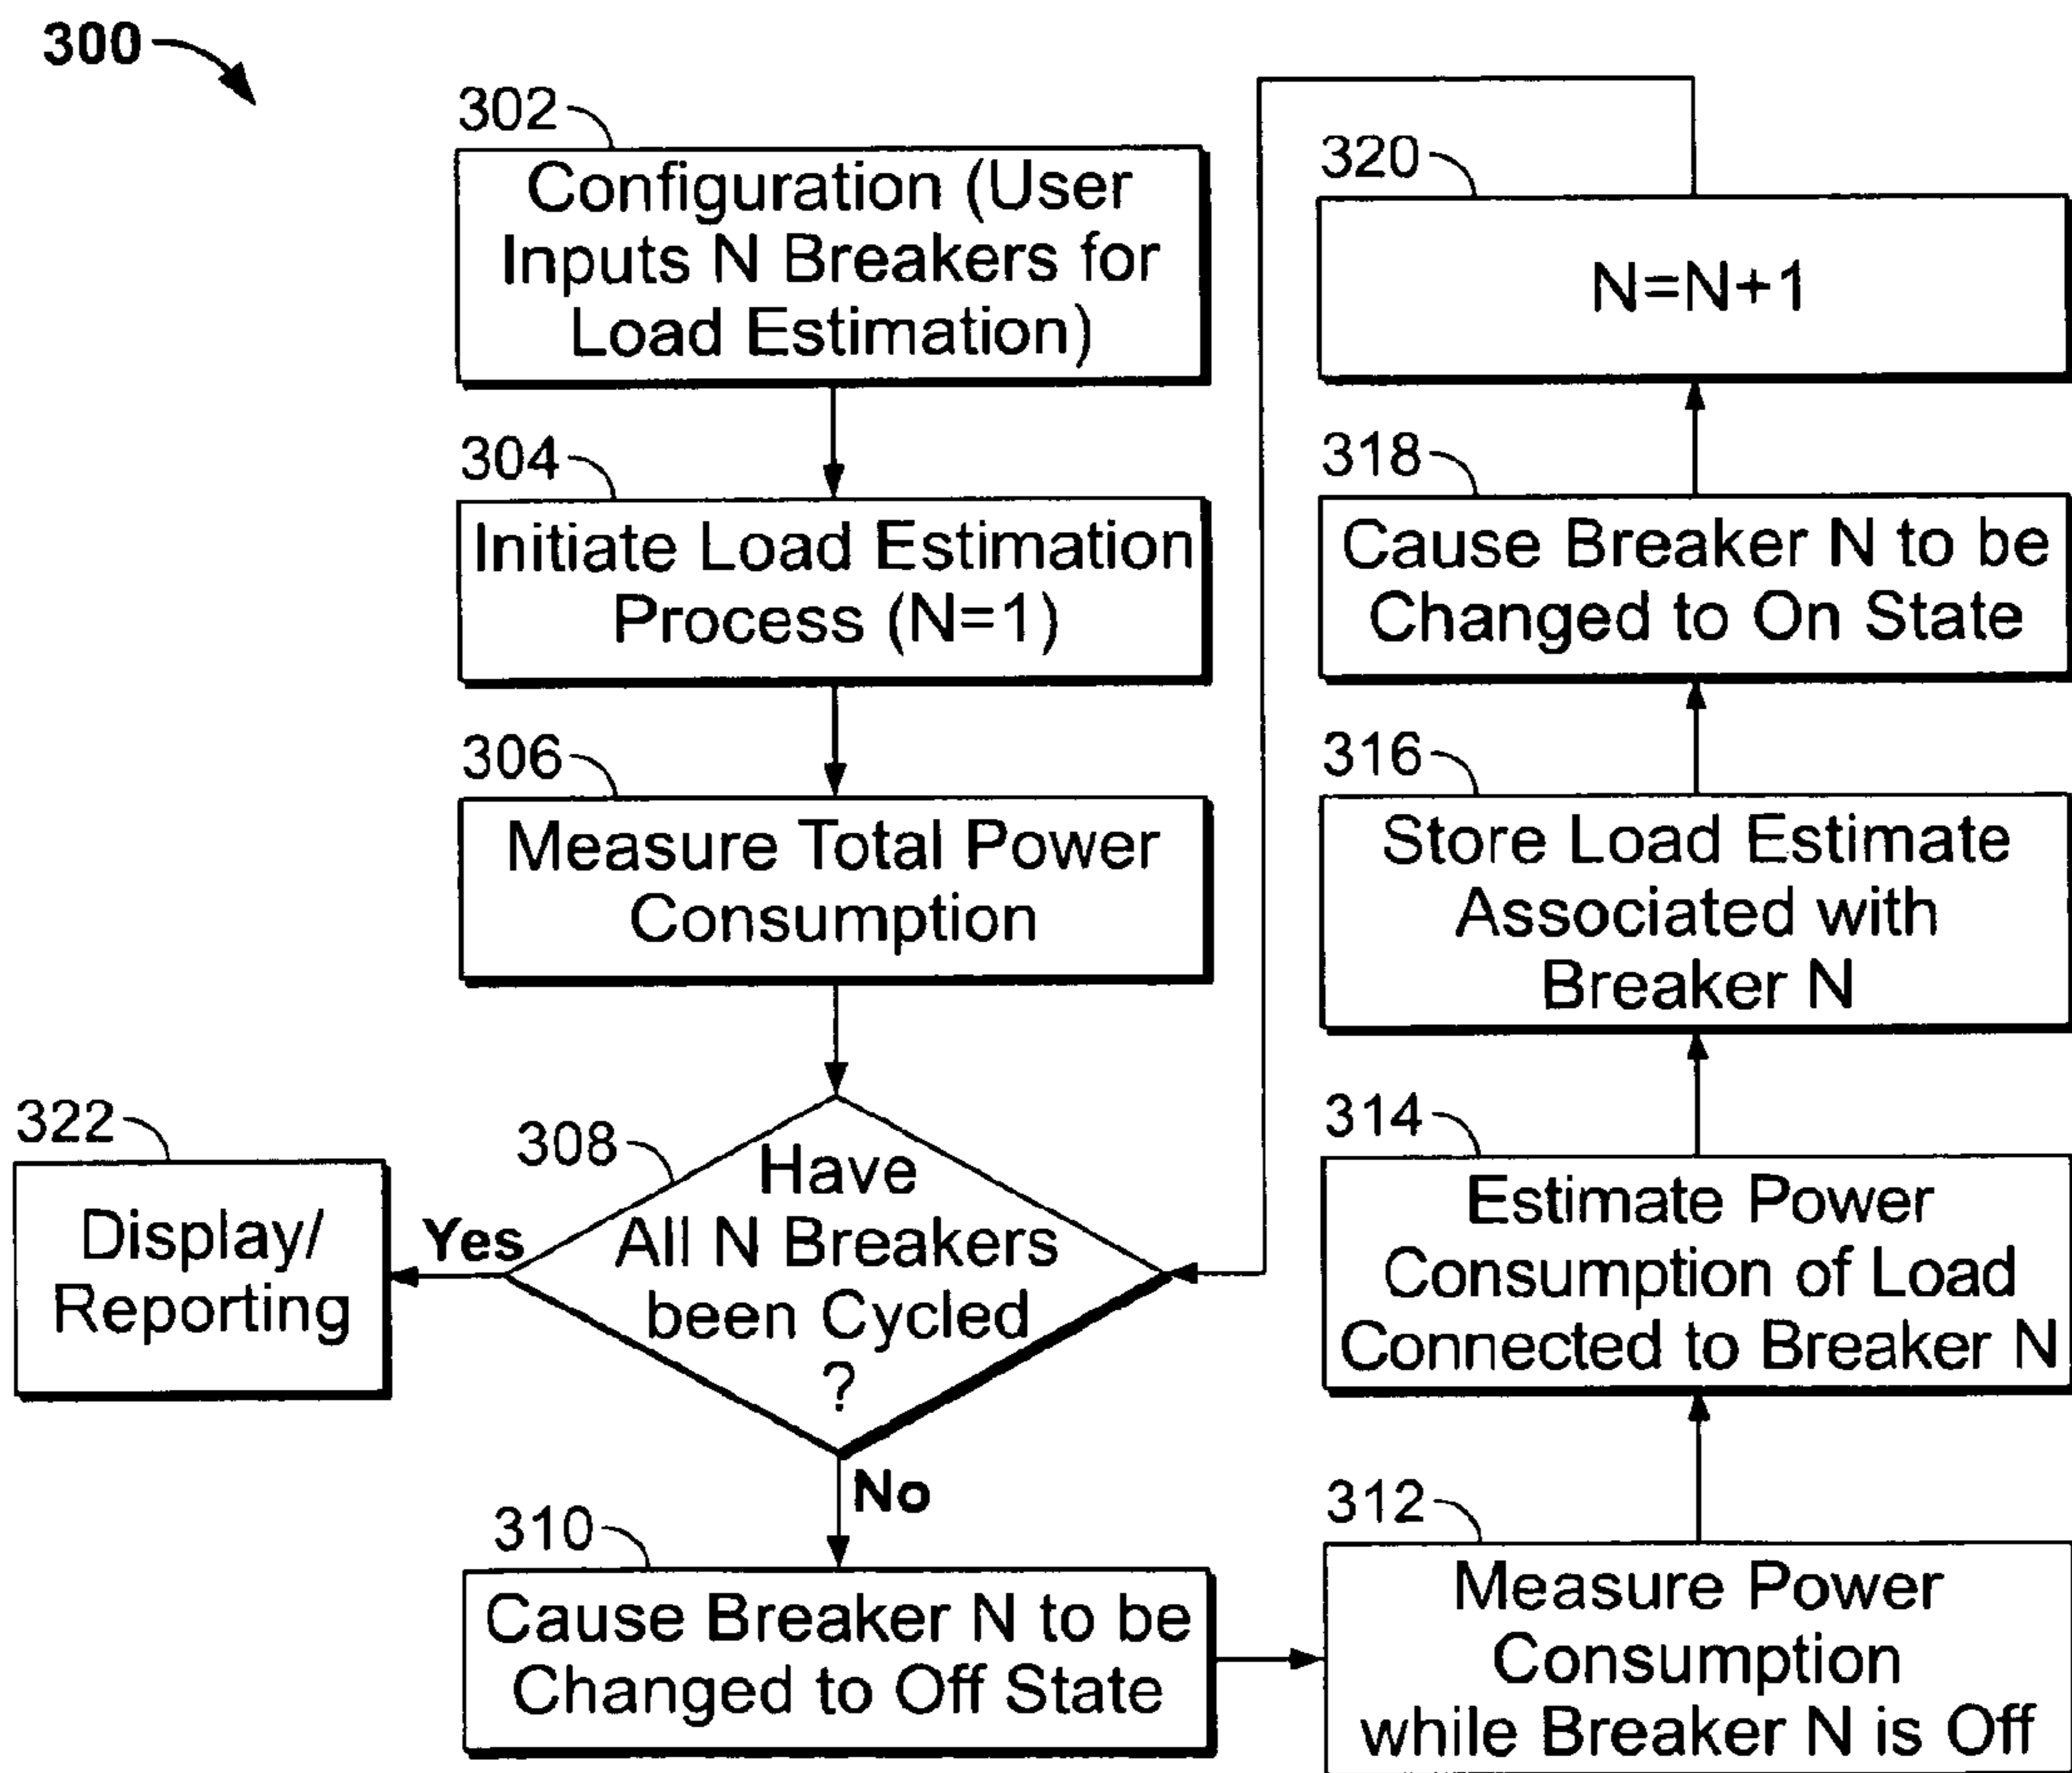 300
302
Configuration (User
Inputs N Breakers for
Load Estimation)
304
Initiate Load Estimation
Process (N=1)
306
Measure Total Power
Consumption
308
Have
All N Breakers
been Cycled
?
Yes
322
Display/
Reporting
No
310
Cause Breaker N to be
Changed to Off State
312
Measure Power
Consumption
while Breaker N is Off
314
Estimate Power
Consumption of Load
Connected to Breaker N
316
Store Load Estimate
Associated with
Breaker N
318
Cause Breaker N to be
Changed to On State
320
N=N+1